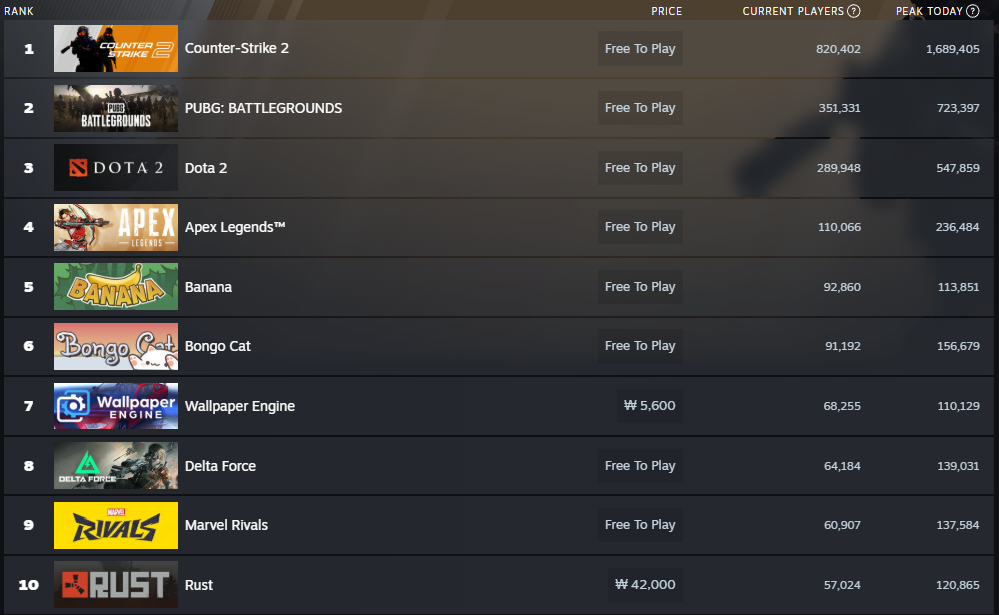 RANK PRICE CURRENT PLAYERS ? PEAK TODAY ?
1 COUNTER STRIKE 2 Counter-Strike 2 Free To Play 820,402 1,689,405
2 PUBG BATTLEGROUNDS PUBG: BATTLEGROUNDS Free To Play 351,331 723,397
3 DOTA 2 Dota 2 Free To Play 289,948 547,859
4 APEX LEGENDS Apex Legends™ Free To Play 110,066 236,484
5 BANANA Banana Free To Play 92,860 113,851
6 Bongo Cat Bongo Cat Free To Play 91,192 156,679
7 Wallpaper ENGINE Wallpaper Engine ₩ 5,600 68,255 110,129
8 DELTA FORCE Delta Force Free To Play 64,184 139,031
9 MARVEL RIVALS Marvel Rivals Free To Play 60,907 137,584
10 RUST Rust ₩ 42,000 57,024 120,865